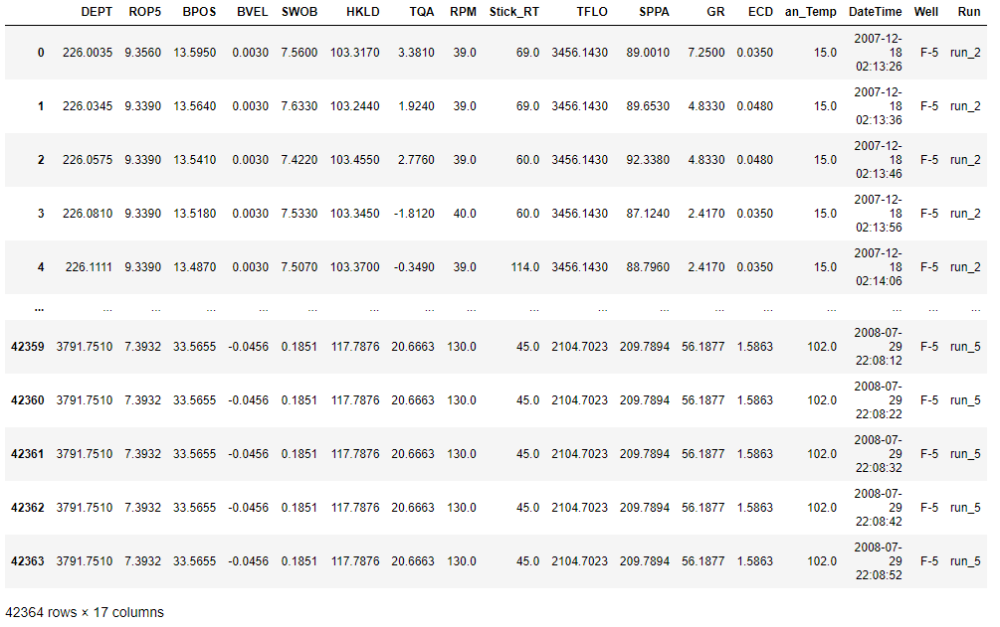 DEPT ROP5 BPOS BVEL SWOB HKLD TQA RPM Stick_RT TFLO SPPA GR ECD an_Temp DateTime Well Run
2007-12-
0 226.0035 9.3560 13.5950 0.0030 7.5600 103.3170 3.3810 39.0 69.0 3456.1430 89.0010 7.2500 0.0350 15.0 18 F-5 run_2
02:13:26
2007-12-
1 226.0345 9.3390 13.5640 0.0030 7.6330 103.2440 1.9240 39.0 69.0 3456.1430 89.6530 4.8330 0.0480 15.0 18 F-5 run_2
02:13:36
2007-12-
2 226.0575 9.3390 13.5410 0.0030 7.4220 103.4550 2.7760 39.0 60.0 3456.1430 92.3380 4.8330 0.0480 15.0 18 F-5 run_2
02:13:46
2007-12-
3 226.0810 9.3390 13.5180 0.0030 7.5330 103.3450 -1.8120 40.0 60.0 3456.1430 87.1240 2.4170 0.0350 15.0 18 F-5 run_2
02:13:56
2007-12-
4 226.1111 9.3390 13.4870 0.0030 7.5070 103.3700 -0.3490 39.0 114.0 3456.1430 88.7960 2.4170 0.0350 15.0 18 F-5 run_2
02:14:06
... ... ... ... ... ... ... ... ... ... ... ... ... ... ... ... ... ...
2008-07-
42359 3791.7510 7.3932 33.5655 -0.0456 0.1851 117.7876 20.6663 130.0 45.0 2104.7023 209.7894 56.1877 1.5863 102.0 29 F-5 run_5
22:08:12
2008-07-
42360 3791.7510 7.3932 33.5655 -0.0456 0.1851 117.7876 20.6663 130.0 45.0 2104.7023 209.7894 56.1877 1.5863 102.0 29 F-5 run_5
22:08:22
2008-07-
42361 3791.7510 7.3932 33.5655 -0.0456 0.1851 117.7876 20.6663 130.0 45.0 2104.7023 209.7894 56.1877 1.5863 102.0 29 F-5 run_5
22:08:32
2008-07-
42362 3791.7510 7.3932 33.5655 -0.0456 0.1851 117.7876 20.6663 130.0 45.0 2104.7023 209.7894 56.1877 1.5863 102.0 29 F-5 run_5
22:08:42
2008-07-
42363 3791.7510 7.3932 33.5655 -0.0456 0.1851 117.7876 20.6663 130.0 45.0 2104.7023 209.7894 56.1877 1.5863 102.0 29 F-5 run_5
22:08:52
42364 rows × 17 columns